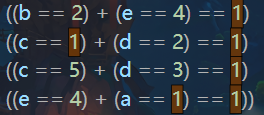 ((b == 2) + (e == 4) == 1)
((c == 1) + (d == 2) == 1)
((c == 5) + (d == 3) == 1)
((e == 4) + (a == 1) == 1))